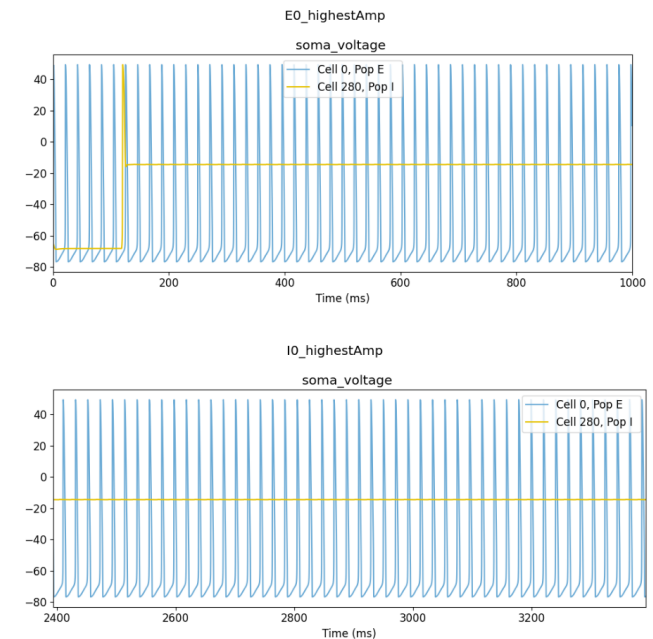 E0_highestAmp
soma_voltage
Cell 0, Pop E
Cell 280, Pop I
40
20
0
−20
−40
−60
−80
0 200 400 600 800 1000
Time (ms)
I0_highestAmp
soma_voltage
Cell 0, Pop E
Cell 280, Pop I
40
20
0
−20
−40
−60
−80
2400 2600 2800 3000 3200
Time (ms)